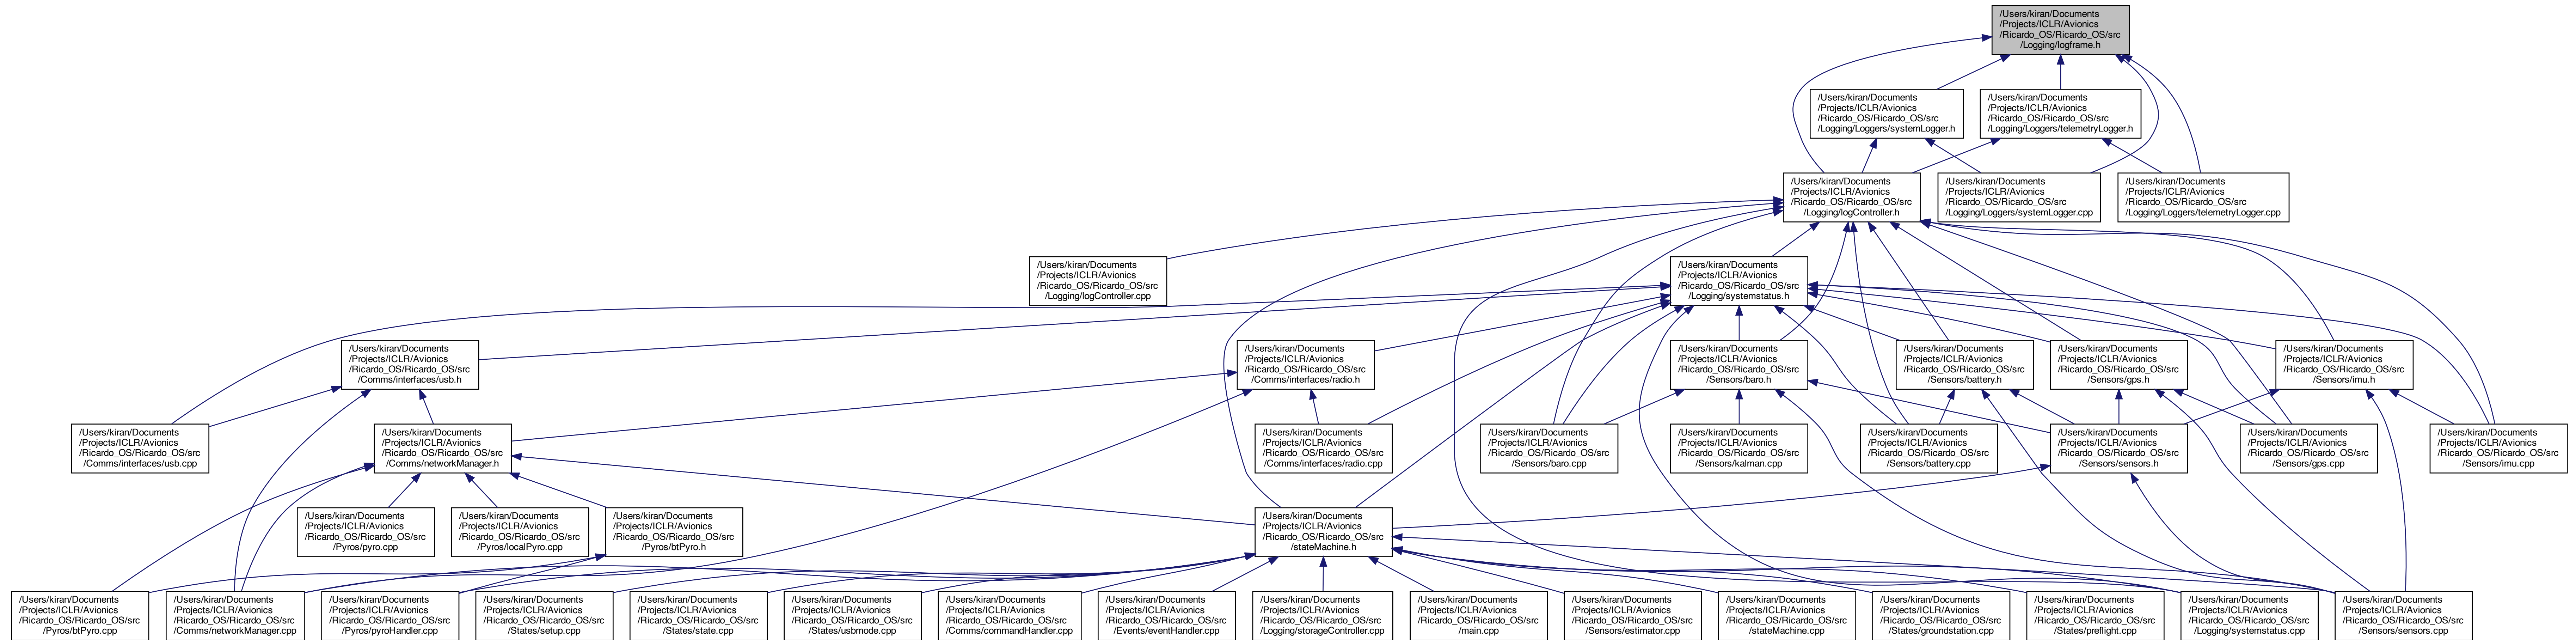 /Users/kiran/Documents
/Projects/ICLR/Avionics
/Ricardo_OS/Ricardo_OS/src
/Logging/logframe.h
/Users/kiran/Documents
/Projects/ICLR/Avionics
/Ricardo_OS/Ricardo_OS/src
/Logging/Loggers/systemLogger.h
/Users/kiran/Documents
/Projects/ICLR/Avionics
/Ricardo_OS/Ricardo_OS/src
/Logging/Loggers/telemetryLogger.h
/Users/kiran/Documents
/Projects/ICLR/Avionics
/Ricardo_OS/Ricardo_OS/src
/Logging/logController.h
/Users/kiran/Documents
/Projects/ICLR/Avionics
/Ricardo_OS/Ricardo_OS/src
/Logging/Loggers/systemLogger.cpp
/Users/kiran/Documents
/Projects/ICLR/Avionics
/Ricardo_OS/Ricardo_OS/src
/Logging/Loggers/telemetryLogger.cpp
/Users/kiran/Documents
/Projects/ICLR/Avionics
/Ricardo_OS/Ricardo_OS/src
/Logging/logController.cpp
/Users/kiran/Documents
/Projects/ICLR/Avionics
/Ricardo_OS/Ricardo_OS/src
/Logging/systemstatus.h
/Users/kiran/Documents
/Projects/ICLR/Avionics
/Ricardo_OS/Ricardo_OS/src
/Comms/interfaces/usb.h
/Users/kiran/Documents
/Projects/ICLR/Avionics
/Ricardo_OS/Ricardo_OS/src
/Comms/interfaces/radio.h
/Users/kiran/Documents
/Projects/ICLR/Avionics
/Ricardo_OS/Ricardo_OS/src
/Sensors/baro.h
/Users/kiran/Documents
/Projects/ICLR/Avionics
/Ricardo_OS/Ricardo_OS/src
/Sensors/battery.h
/Users/kiran/Documents
/Projects/ICLR/Avionics
/Ricardo_OS/Ricardo_OS/src
/Sensors/gps.h
/Users/kiran/Documents
/Projects/ICLR/Avionics
/Ricardo_OS/Ricardo_OS/src
/Sensors/imu.h
/Users/kiran/Documents
/Projects/ICLR/Avionics
/Ricardo_OS/Ricardo_OS/src
/Comms/interfaces/usb.cpp
/Users/kiran/Documents
/Projects/ICLR/Avionics
/Ricardo_OS/Ricardo_OS/src
/Comms/networkManager.h
/Users/kiran/Documents
/Projects/ICLR/Avionics
/Ricardo_OS/Ricardo_OS/src
/Comms/interfaces/radio.cpp
/Users/kiran/Documents
/Projects/ICLR/Avionics
/Ricardo_OS/Ricardo_OS/src
/Sensors/baro.cpp
/Users/kiran/Documents
/Projects/ICLR/Avionics
/Ricardo_OS/Ricardo_OS/src
/Sensors/kalman.cpp
/Users/kiran/Documents
/Projects/ICLR/Avionics
/Ricardo_OS/Ricardo_OS/src
/Sensors/battery.cpp
/Users/kiran/Documents
/Projects/ICLR/Avionics
/Ricardo_OS/Ricardo_OS/src
/Sensors/sensors.h
/Users/kiran/Documents
/Projects/ICLR/Avionics
/Ricardo_OS/Ricardo_OS/src
/Sensors/gps.cpp
/Users/kiran/Documents
/Projects/ICLR/Avionics
/Ricardo_OS/Ricardo_OS/src
/Sensors/imu.cpp
/Users/kiran/Documents
/Projects/ICLR/Avionics
/Ricardo_OS/Ricardo_OS/src
/Pyros/pyro.cpp
/Users/kiran/Documents
/Projects/ICLR/Avionics
/Ricardo_OS/Ricardo_OS/src
/Pyros/localPyro.cpp
/Users/kiran/Documents
/Projects/ICLR/Avionics
/Ricardo_OS/Ricardo_OS/src
/Pyros/btPyro.h
/Users/kiran/Documents
/Projects/ICLR/Avionics
/Ricardo_OS/Ricardo_OS/src
/stateMachine.h
/Users/kiran/Documents
/Projects/ICLR/Avionics
/Ricardo_OS/Ricardo_OS/src
/Pyros/btPyro.cpp
/Users/kiran/Documents
/Projects/ICLR/Avionics
/Ricardo_OS/Ricardo_OS/src
/Comms/networkManager.cpp
/Users/kiran/Documents
/Projects/ICLR/Avionics
/Ricardo_OS/Ricardo_OS/src
/Pyros/pyroHandler.cpp
/Users/kiran/Documents
/Projects/ICLR/Avionics
/Ricardo_OS/Ricardo_OS/src
/States/setup.cpp
/Users/kiran/Documents
/Projects/ICLR/Avionics
/Ricardo_OS/Ricardo_OS/src
/States/state.cpp
/Users/kiran/Documents
/Projects/ICLR/Avionics
/Ricardo_OS/Ricardo_OS/src
/States/usbmode.cpp
/Users/kiran/Documents
/Projects/ICLR/Avionics
/Ricardo_OS/Ricardo_OS/src
/Comms/commandHandler.cpp
/Users/kiran/Documents
/Projects/ICLR/Avionics
/Ricardo_OS/Ricardo_OS/src
/Events/eventHandler.cpp
/Users/kiran/Documents
/Projects/ICLR/Avionics
/Ricardo_OS/Ricardo_OS/src
/Logging/storageController.cpp
/Users/kiran/Documents
/Projects/ICLR/Avionics
/Ricardo_OS/Ricardo_OS/src
/main.cpp
/Users/kiran/Documents
/Projects/ICLR/Avionics
/Ricardo_OS/Ricardo_OS/src
/Sensors/estimator.cpp
/Users/kiran/Documents
/Projects/ICLR/Avionics
/Ricardo_OS/Ricardo_OS/src
/stateMachine.cpp
/Users/kiran/Documents
/Projects/ICLR/Avionics
/Ricardo_OS/Ricardo_OS/src
/States/groundstation.cpp
/Users/kiran/Documents
/Projects/ICLR/Avionics
/Ricardo_OS/Ricardo_OS/src
/States/preflight.cpp
/Users/kiran/Documents
/Projects/ICLR/Avionics
/Ricardo_OS/Ricardo_OS/src
/Logging/systemstatus.cpp
/Users/kiran/Documents
/Projects/ICLR/Avionics
/Ricardo_OS/Ricardo_OS/src
/Sensors/sensors.cpp